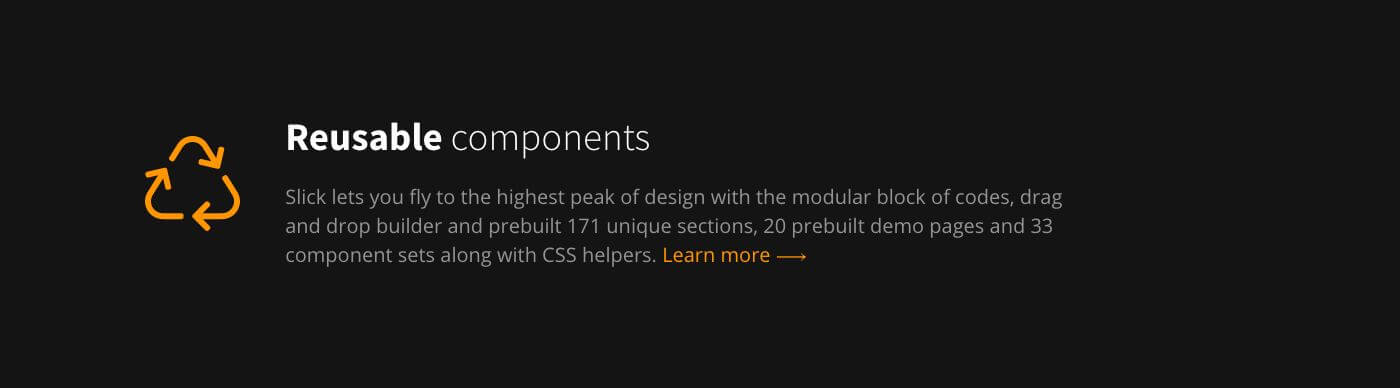 Reusable components
Slick lets you fly to the highest peak of design with the modular block of codes, drag
and drop builder and prebuilt 171 unique sections, 20 prebuilt demo pages and 33
component sets along with CSS helpers. Learn more ⟶